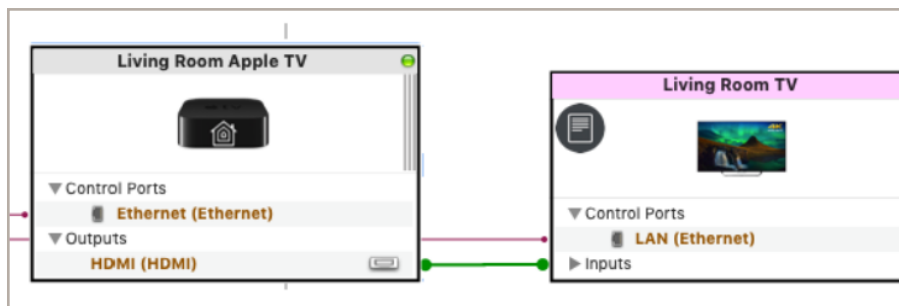 Living Room Apple TV
Control Ports
Ethernet (Ethernet)
Outputs
HDMI (HDMI)
Living Room TV
Control Ports
LAN (Ethernet)
Inputs